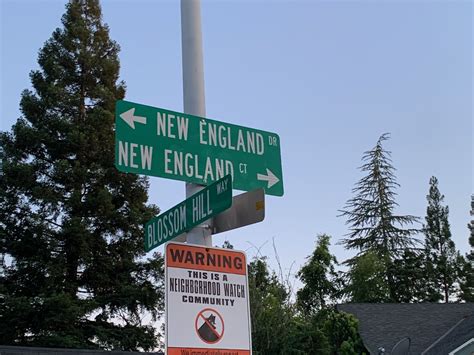 ← NEW ENGLAND DR
NEW ENGLAND CT →
BLOSSOM HILL WAY
WARNING
THIS IS A
NEIGHBORHOOD WATCH
COMMUNITY